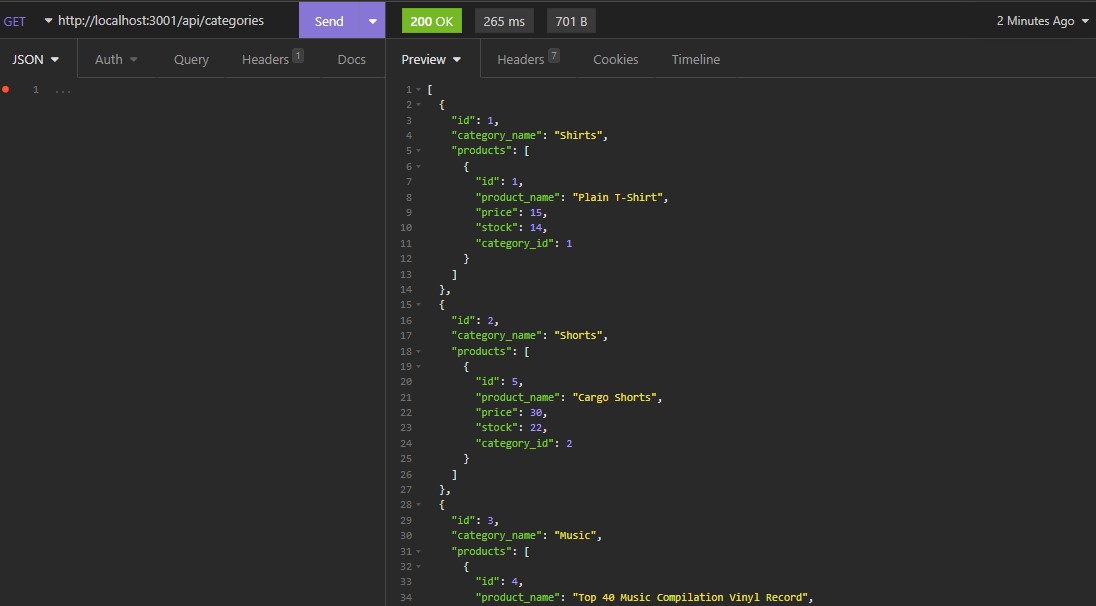 GET http://localhost:3001/api/categories Send 200 OK 265 ms 701 B 2 Minutes Ago
JSON Auth Query Headers 1 Docs Preview Headers 7 Cookies Timeline
1 ...
1 [
2 {
3 "id": 1,
4 "category_name": "Shirts",
5 "products": [
6 {
7 "id": 1,
8 "product_name": "Plain T-Shirt",
9 "price": 15,
10 "stock": 14,
11 "category_id": 1
12 }
13 ]
14 },
15 {
16 "id": 2,
17 "category_name": "Shorts",
18 "products": [
19 {
20 "id": 5,
21 "product_name": "Cargo Shorts",
22 "price": 30,
23 "stock": 22,
24 "category_id": 2
25 }
26 ]
27 },
28 {
29 "id": 3,
30 "category_name": "Music",
31 "products": [
32 {
33 "id": 4,
34 "product_name": "Top 40 Music Compilation Vinyl Record",